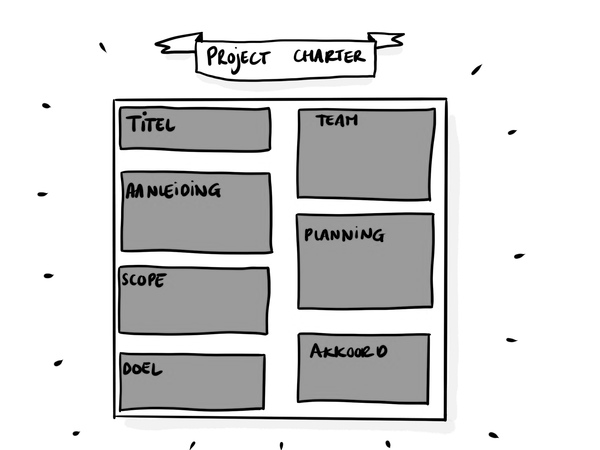 PROJECT CHARTER
TITEL
AANLEIDING
SCOPE
DOEL
TEAM
PLANNING
AKKOORD